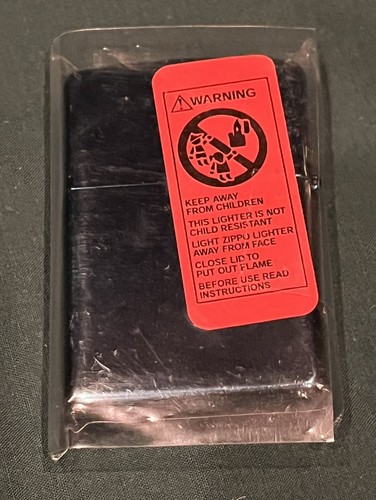 WARNING
KEEP AWAY
FROM CHILDREN
THIS LIGHTER IS NOT
CHILD RESISTANT
LIGHT ZIPPO LIGHTER
AWAY FROM FACE
CLOSE LID TO
PUT OUT FLAME
BEFORE USE READ
INSTRUCTIONS